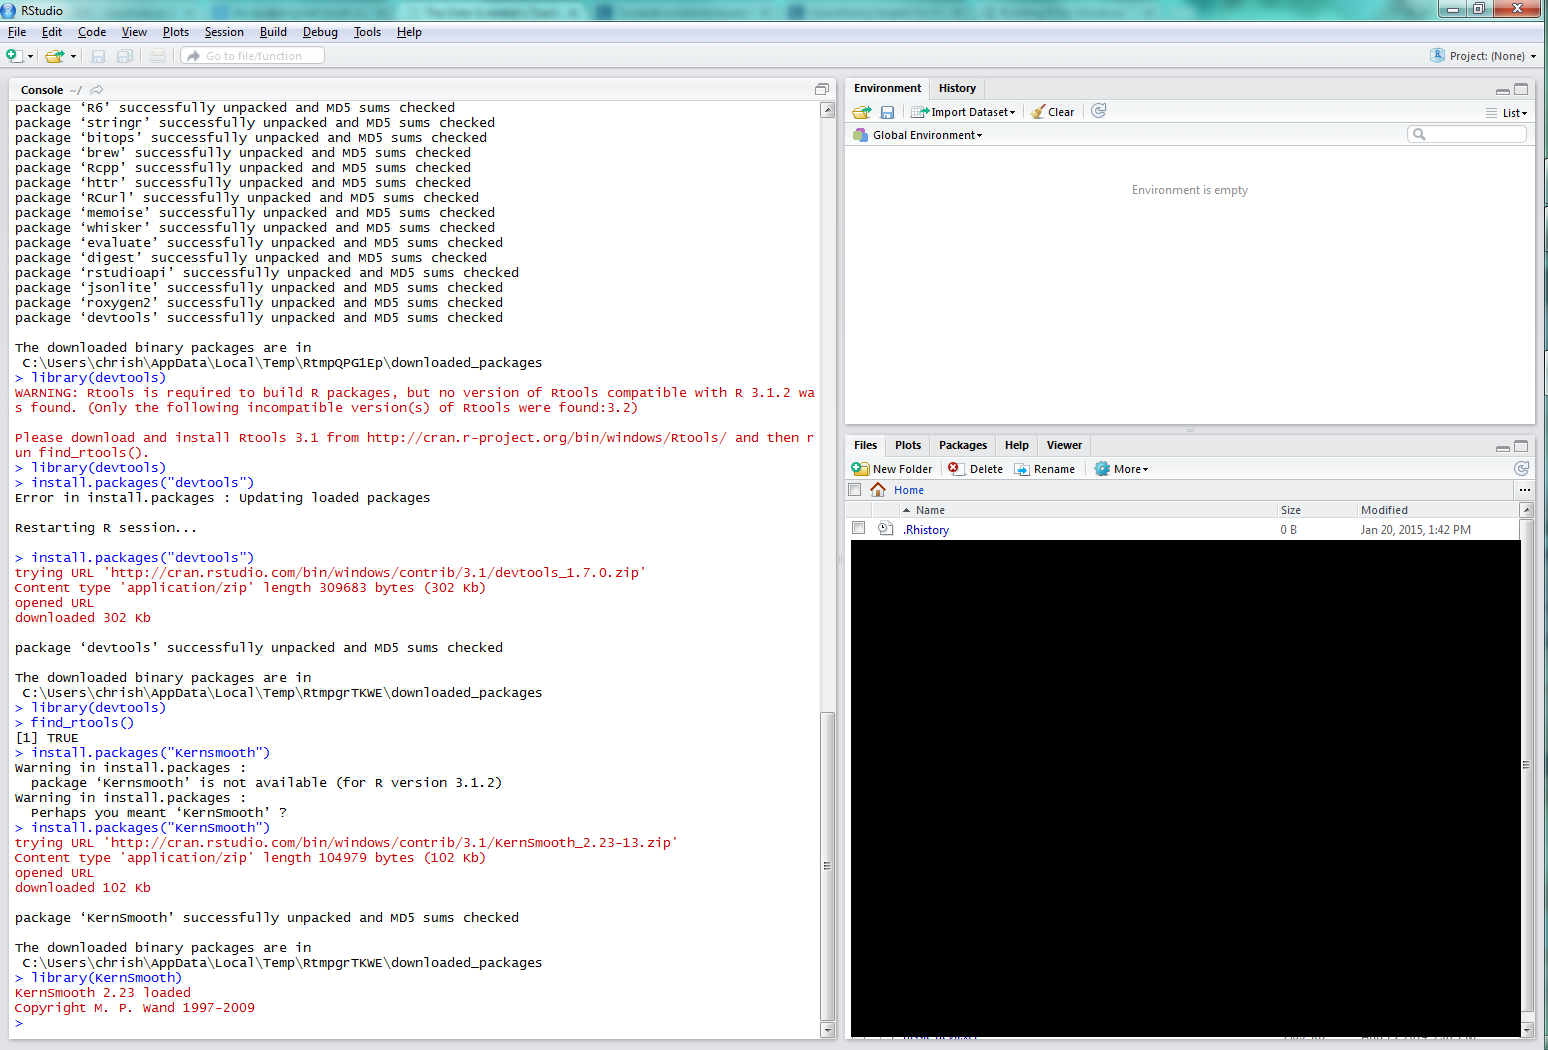 RStudio
File Edit Code View Plots Session Build Debug Tools Help
Go to file/function
Project: (None)
Console ~/
package ‘R6’ successfully unpacked and MD5 sums checked
package ‘stringr’ successfully unpacked and MD5 sums checked
package ‘bitops’ successfully unpacked and MD5 sums checked
package ‘brew’ successfully unpacked and MD5 sums checked
package ‘Rcpp’ successfully unpacked and MD5 sums checked
package ‘httr’ successfully unpacked and MD5 sums checked
package ‘RCurl’ successfully unpacked and MD5 sums checked
package ‘memoise’ successfully unpacked and MD5 sums checked
package ‘whisker’ successfully unpacked and MD5 sums checked
package ‘evaluate’ successfully unpacked and MD5 sums checked
package ‘digest’ successfully unpacked and MD5 sums checked
package ‘rstudioapi’ successfully unpacked and MD5 sums checked
package ‘jsonlite’ successfully unpacked and MD5 sums checked
package ‘roxygen2’ successfully unpacked and MD5 sums checked
package ‘devtools’ successfully unpacked and MD5 sums checked
The downloaded binary packages are in
C:\Users\chrish\AppData\Local\Temp\RtmpQPG1Ep\downloaded_packages
> library(devtools)
WARNING: Rtools is required to build R packages, but no version of Rtools compatible with R 3.1.2 wa
s found. (Only the following incompatible version(s) of Rtools were found:3.2)
Please download and install Rtools 3.1 from http://cran.r-project.org/bin/windows/Rtools/ and then r
un find_rtools().
> library(devtools)
> install.packages("devtools")
Error in install.packages : Updating loaded packages
Restarting R session...
> install.packages("devtools")
trying URL 'http://cran.rstudio.com/bin/windows/contrib/3.1/devtools_1.7.0.zip'
Content type 'application/zip' length 309683 bytes (302 Kb)
opened URL
downloaded 302 Kb
package ‘devtools’ successfully unpacked and MD5 sums checked
The downloaded binary packages are in
C:\Users\chrish\AppData\Local\Temp\RtmpgrTKWE\downloaded_packages
> library(devtools)
> find_rtools()
[1] TRUE
> install.packages("Kernsmooth")
Warning in install.packages :
package ‘Kernsmooth’ is not available (for R version 3.1.2)
Warning in install.packages :
Perhaps you meant ‘KernSmooth’ ?
> install.packages("KernSmooth")
trying URL 'http://cran.rstudio.com/bin/windows/contrib/3.1/KernSmooth_2.23-13.zip'
Content type 'application/zip' length 104979 bytes (102 Kb)
opened URL
downloaded 102 Kb
package ‘KernSmooth’ successfully unpacked and MD5 sums checked
The downloaded binary packages are in
C:\Users\chrish\AppData\Local\Temp\RtmpgrTKWE\downloaded_packages
> library(KernSmooth)
KernSmooth 2.23 loaded
Copyright M. P. Wand 1997-2009
>
Environment History
Import Dataset Clear List
Global Environment
Environment is empty
Files Plots Packages Help Viewer
New Folder Delete Rename More
Home ...
Name Size Modified
.Rhistory 0 B Jan 20, 2015, 1:42 PM